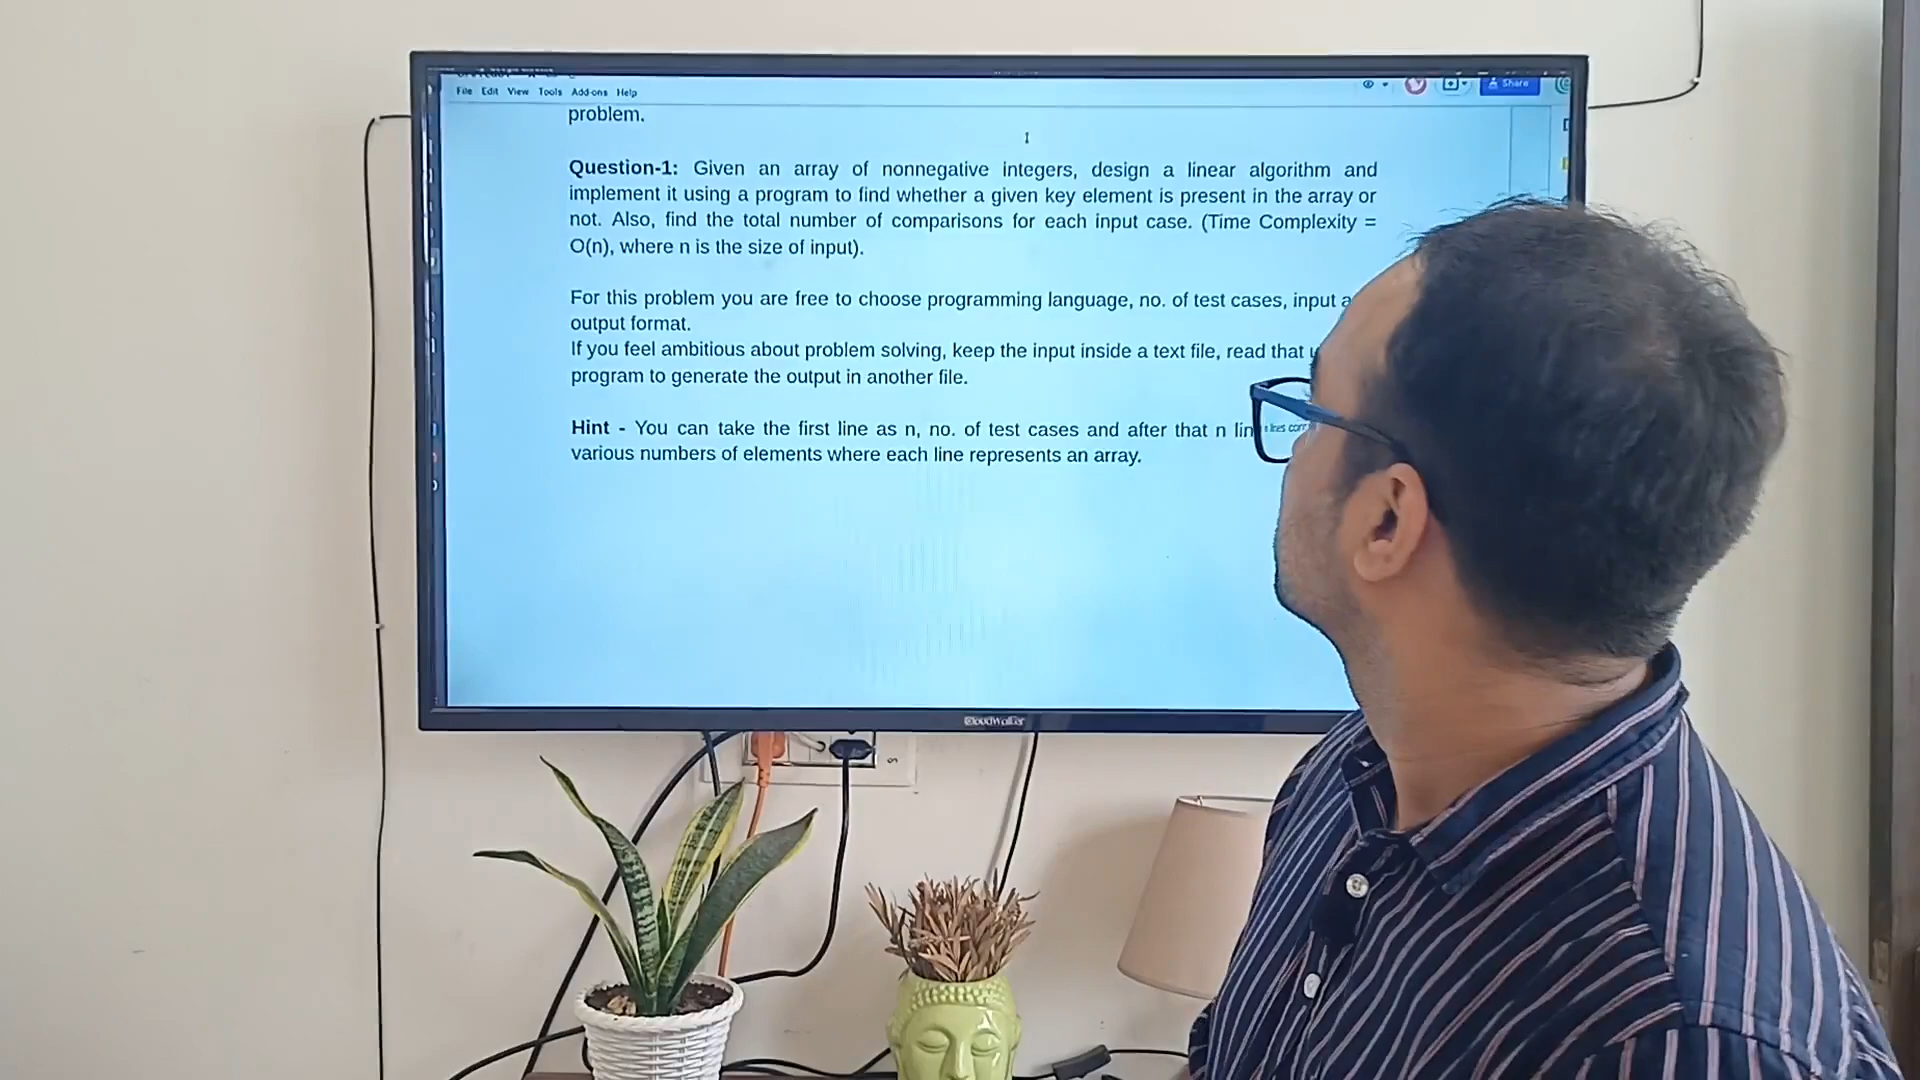 File Edit View Tools Add-ons Help
Share
problem.
Question-1: Given an array of nonnegative integers, design a linear algorithm and
implement it using a program to find whether a given key element is present in the array or
not. Also, find the total number of comparisons for each input case. (Time Complexity =
O(n), where n is the size of input).
For this problem you are free to choose programming language, no. of test cases, input
output format.
If you feel ambitious about problem solving, keep the input inside a text file, read that
program to generate the output in another file.
Hint - You can take the first line as n, no. of test cases and after that n
various numbers of elements where each line represents an array.
CloudWalker